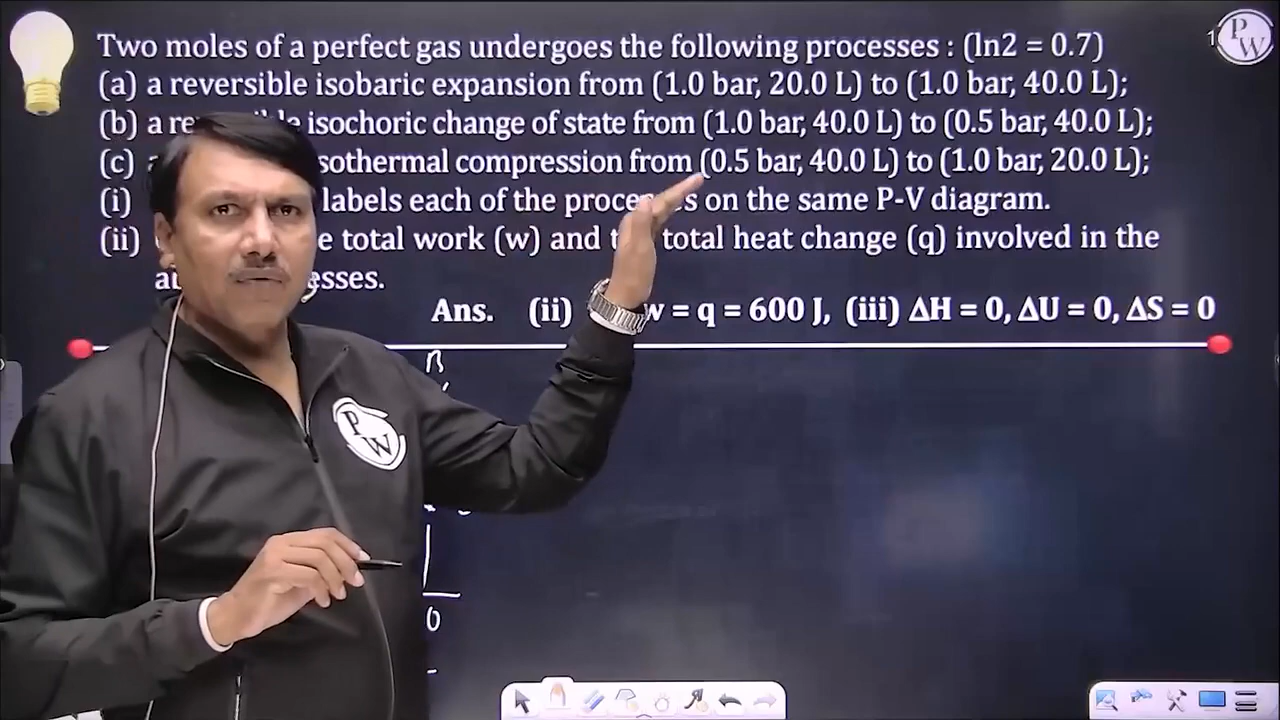 Two moles of a perfect gas undergoes the following processes : (ln2 = 0.7)
(a) a reversible isobaric expansion from (1.0 bar, 20.0 L) to (1.0 bar, 40.0 L);
(b) a isochoric change of state from (1.0 bar, 40.0 L) to (0.5 bar, 40.0 L);
(c) sothermal compression from (0.5 bar, 40.0 L) to (1.0 bar, 20.0 L);
(i) labels each of the processes on the same P-V diagram.
(ii) total work (w) and total heat change (q) involved in the
esses.
Ans. (ii) w = q = 600 J, (iii) ΔH = 0, ΔU = 0, ΔS = 0
B
0
PW
PW
1